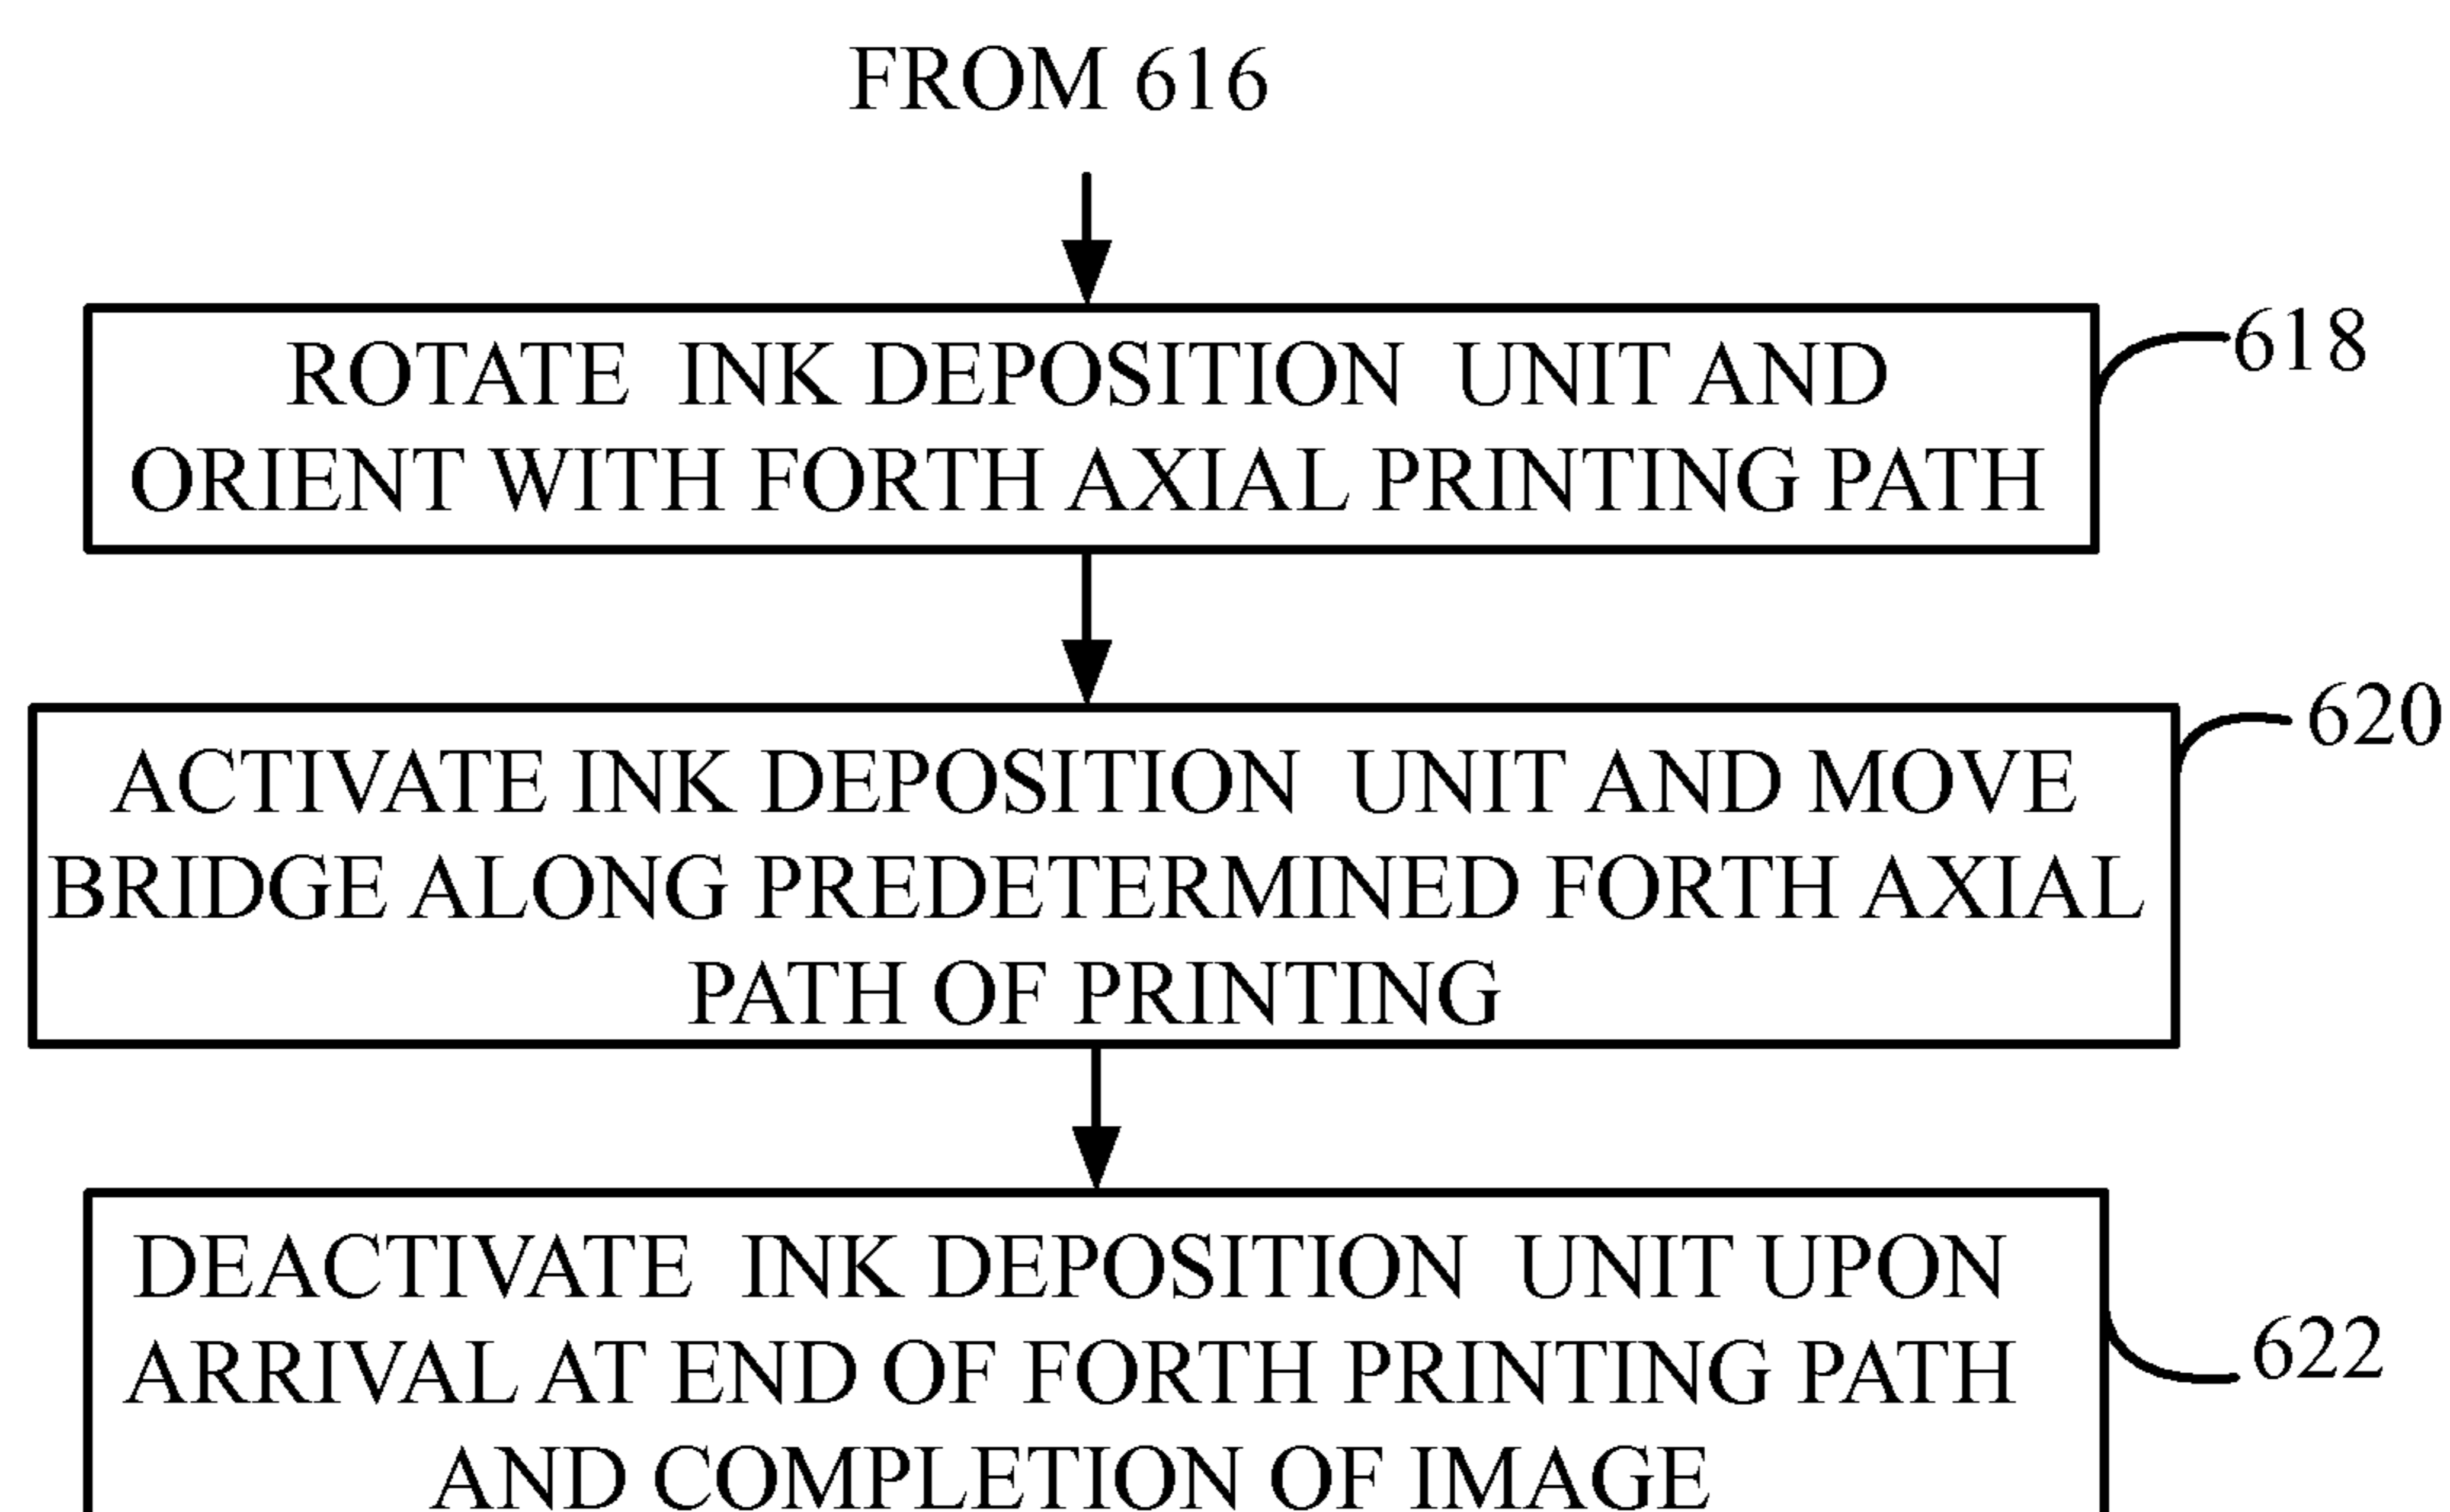 FROM 616
ROTATE INK DEPOSITION UNIT AND
618
ORIENT WITH FORTH AXIAL PRINTING PATH
620
ACTIVATE INK DEPOSITION UNIT AND MOVE
BRIDGE ALONG PREDETERMINED FORTH AXIAL
PATH OF PRINTING
DEACTIVATE INK DEPOSITION UNIT UPON
ARRIVAL AT END OF FORTH PRINTING PATH
622
AND COMPLETION OF IMAGE